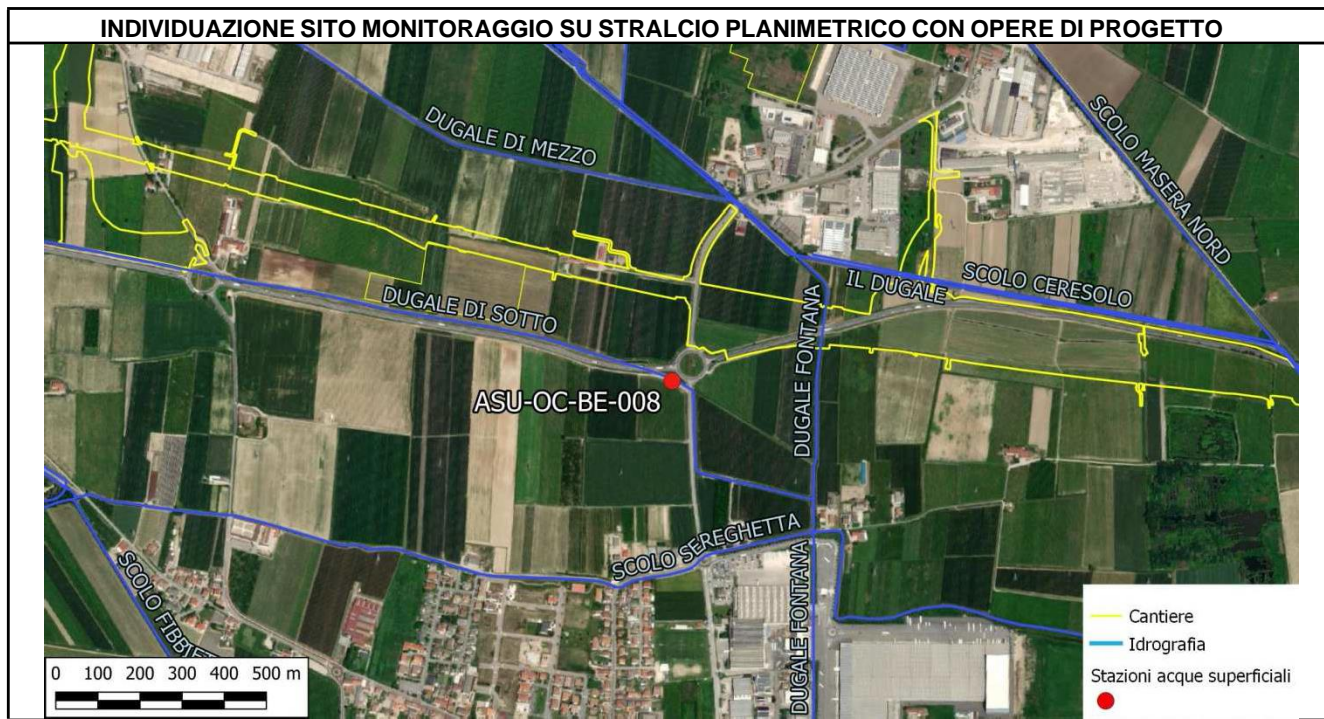 INDIVIDUAZIONE SITO MONITORAGGIO SU STRALCIO PLANIMETRICO CON OPERE DI PROGETTO
DUGALE DI MEZZO
SCOLO MASERA NORD
SCOLO CERESOLO
IL DUGALE
DUGALE DI SOTTO
DUGALE FONTANA
ASU-OC-BE-008
SCOLO SEREGHETTA
SCOLO FIBBIE
DUGALE FONTANA
Cantiere
Idrografia
Stazioni acque superficiali
0 100 200 300 400 500 m